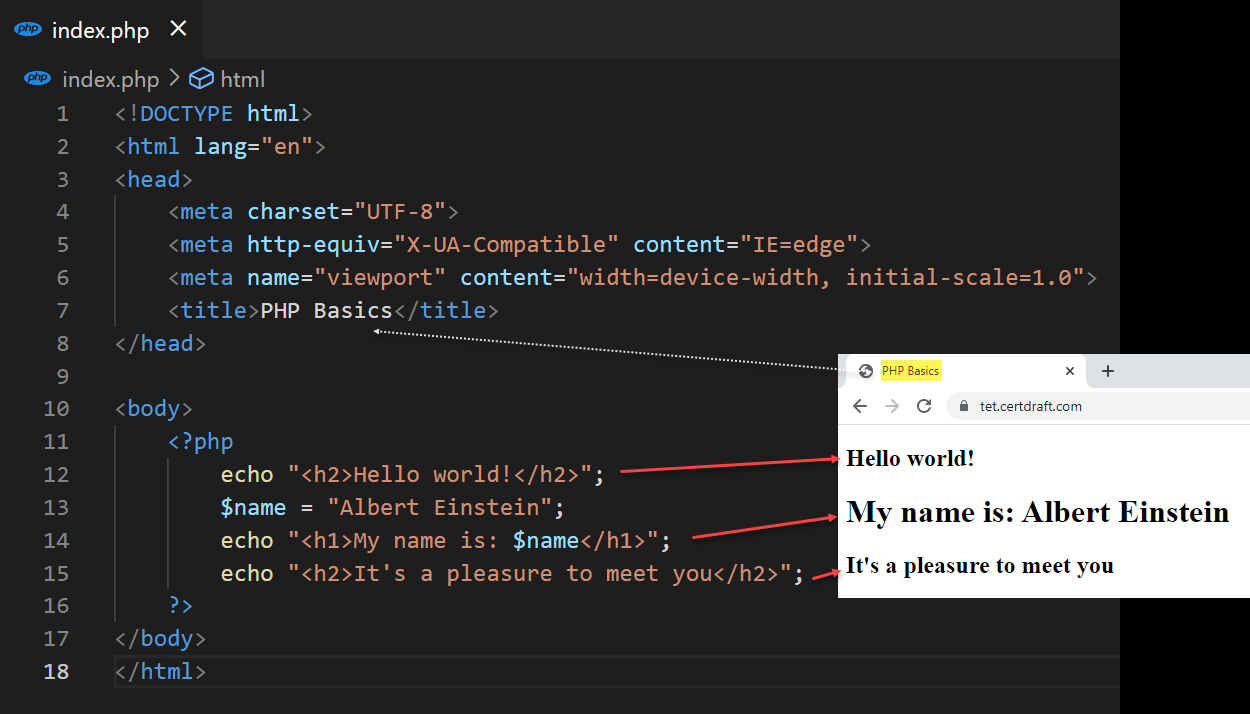 php index.php ×
php index.php > html
1 <!DOCTYPE html>
2 <html lang="en">
3 <head>
4 <meta charset="UTF-8">
5 <meta http-equiv="X-UA-Compatible" content="IE=edge">
6 <meta name="viewport" content="width=device-width, initial-scale=1.0">
7 <title>PHP Basics</title>
8 </head>
9
10 <body>
11 <?php
12 echo "<h2>Hello world!</h2>";
13 $name = "Albert Einstein";
14 echo "<h1>My name is: $name</h1>";
15 echo "<h2>It's a pleasure to meet you</h2>";
16 ?>
17 </body>
18 </html>
PHP Basics
tet.certdraft.com
Hello world!
My name is: Albert Einstein
It's a pleasure to meet you